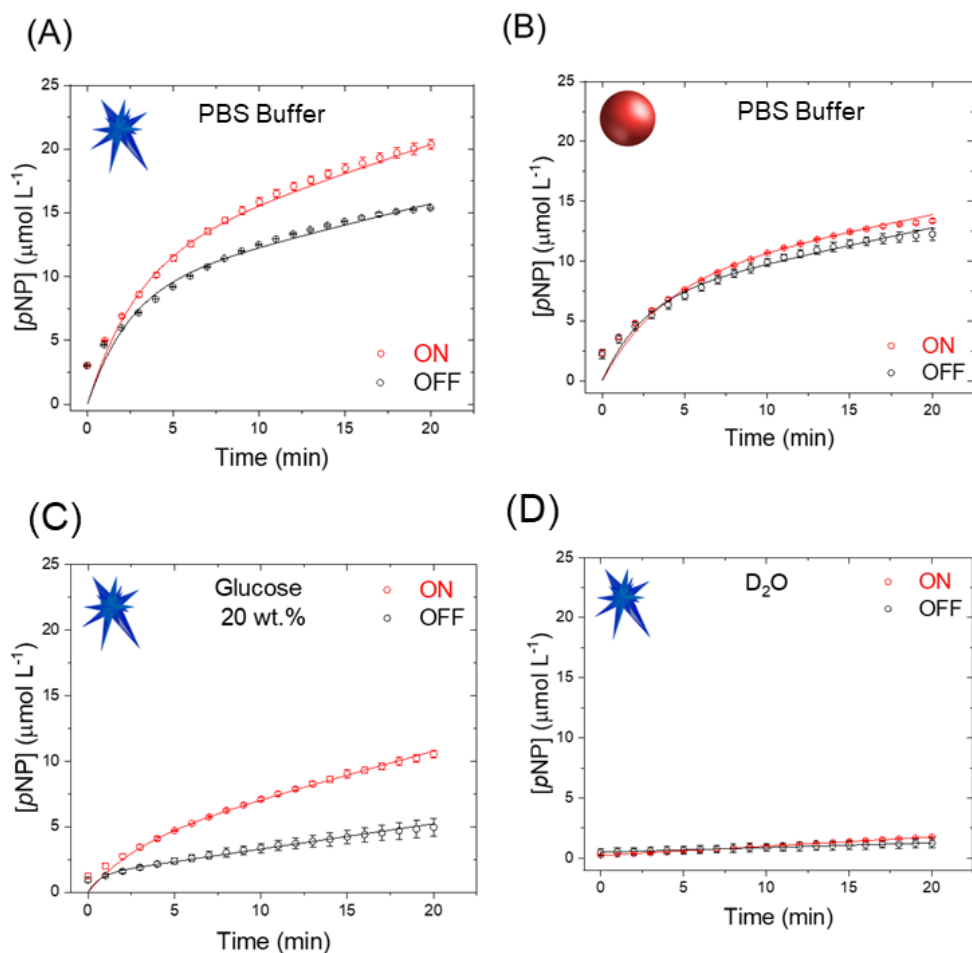 (A)
PBS Buffer
[pNP] (μmol L⁻¹)
25
20
15
10
5
0
ON
OFF
0 5 10 15 20
Time (min)
(B)
PBS Buffer
[pNP] (μmol L⁻¹)
25
20
15
10
5
0
ON
OFF
0 5 10 15 20
Time (min)
(C)
Glucose
20 wt.%
ON
OFF
[pNP] (μmol L⁻¹)
25
20
15
10
5
0
0 5 10 15 20
Time (min)
(D)
D₂O
ON
OFF
[pNP] (μmol L⁻¹)
25
20
15
10
5
0
0 5 10 15 20
Time (min)